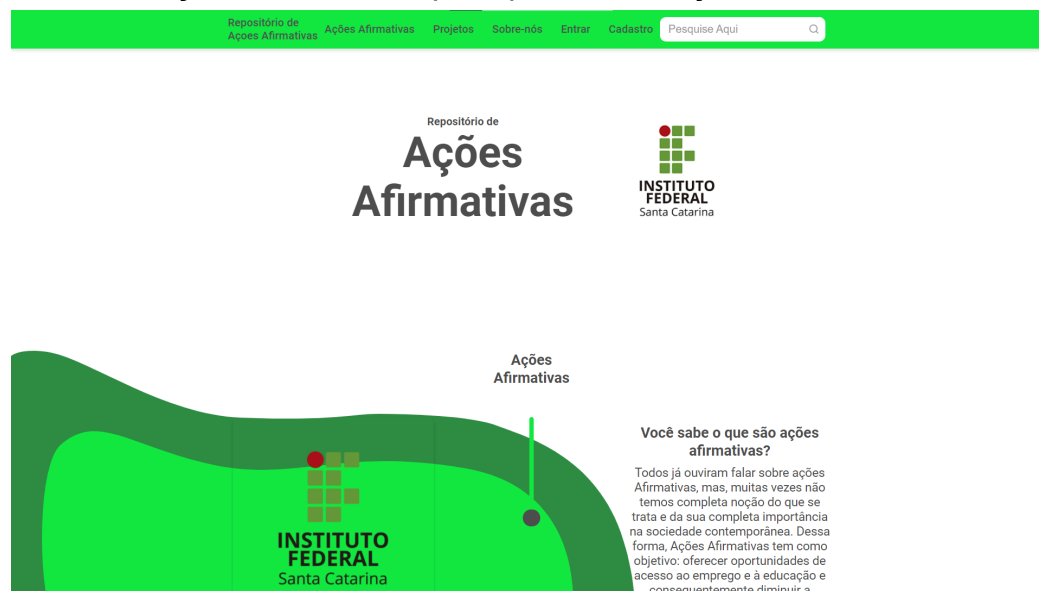 Repositório de
Açoes Afirmativas
Ações Afirmativas
Projetos
Sobre-nós
Entrar
Cadastro
Pesquise Aqui
Repositório de
Ações
Afirmativas
INSTITUTO
FEDERAL
Santa Catarina
Ações
Afirmativas
INSTITUTO
FEDERAL
Santa Catarina
Você sabe o que são ações
afirmativas?
Todos já ouviram falar sobre ações
Afirmativas, mas, muitas vezes não
temos completa noção do que se
trata e da sua completa importância
na sociedade contemporânea. Dessa
forma, Ações Afirmativas tem como
objetivo: oferecer oportunidades de
acesso ao emprego e à educação e
consequentemente diminuir a